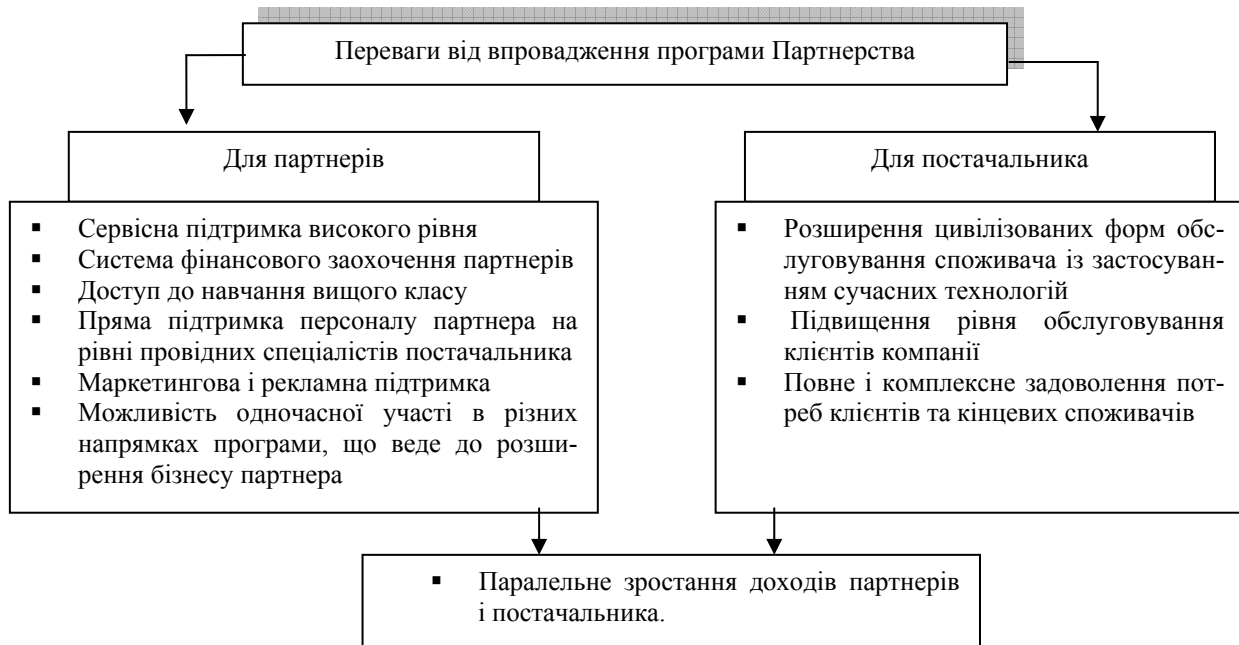 Переваги від впровадження програми Партнерства
Для партнерів
▪ Сервісна підтримка високого рівня
▪ Система фінансового заохочення партнерів
▪ Доступ до навчання вищого класу
▪ Пряма підтримка персоналу партнера на
рівні провідних спеціалістів постачальника
▪ Маркетингова і рекламна підтримка
▪ Можливість одночасної участі в різних
напрямках програми, що веде до розши-
рення бізнесу партнера
Для постачальника
▪ Розширення цивілізованих форм обс-
луговування споживача із застосуван-
ням сучасних технологій
▪ Підвищення рівня обслуговування
клієнтів компанії
▪ Повне і комплексне задоволення пот-
реб клієнтів та кінцевих споживачів
▪ Паралельне зростання доходів партнерів
і постачальника.